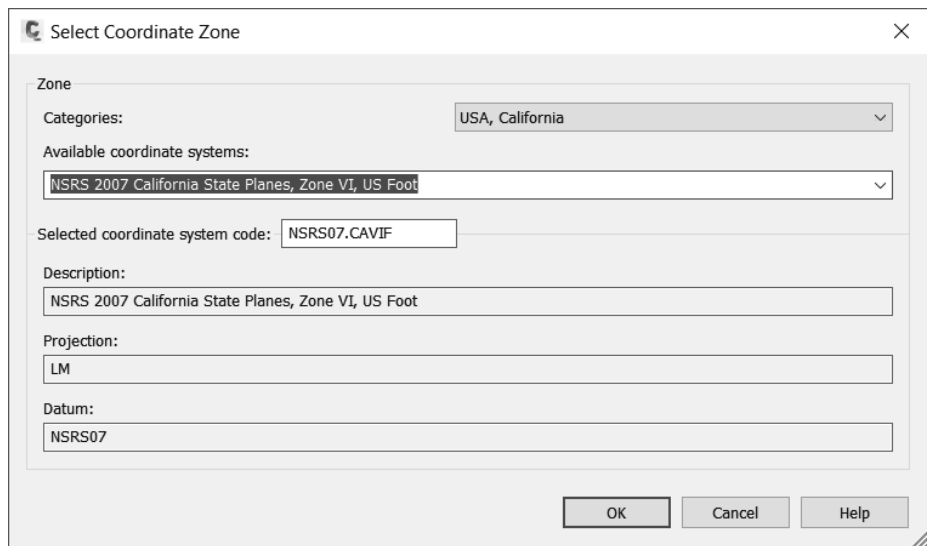 Select Coordinate Zone
Zone
Categories:
USA, California
Available coordinate systems:
NSRS 2007 California State Planes, Zone VI, US Foot
Selected coordinate system code:
NSRS07.CAVIF
Description:
NSRS 2007 California State Planes, Zone VI, US Foot
Projection:
LM
Datum:
NSRS07
OK
Cancel
Help